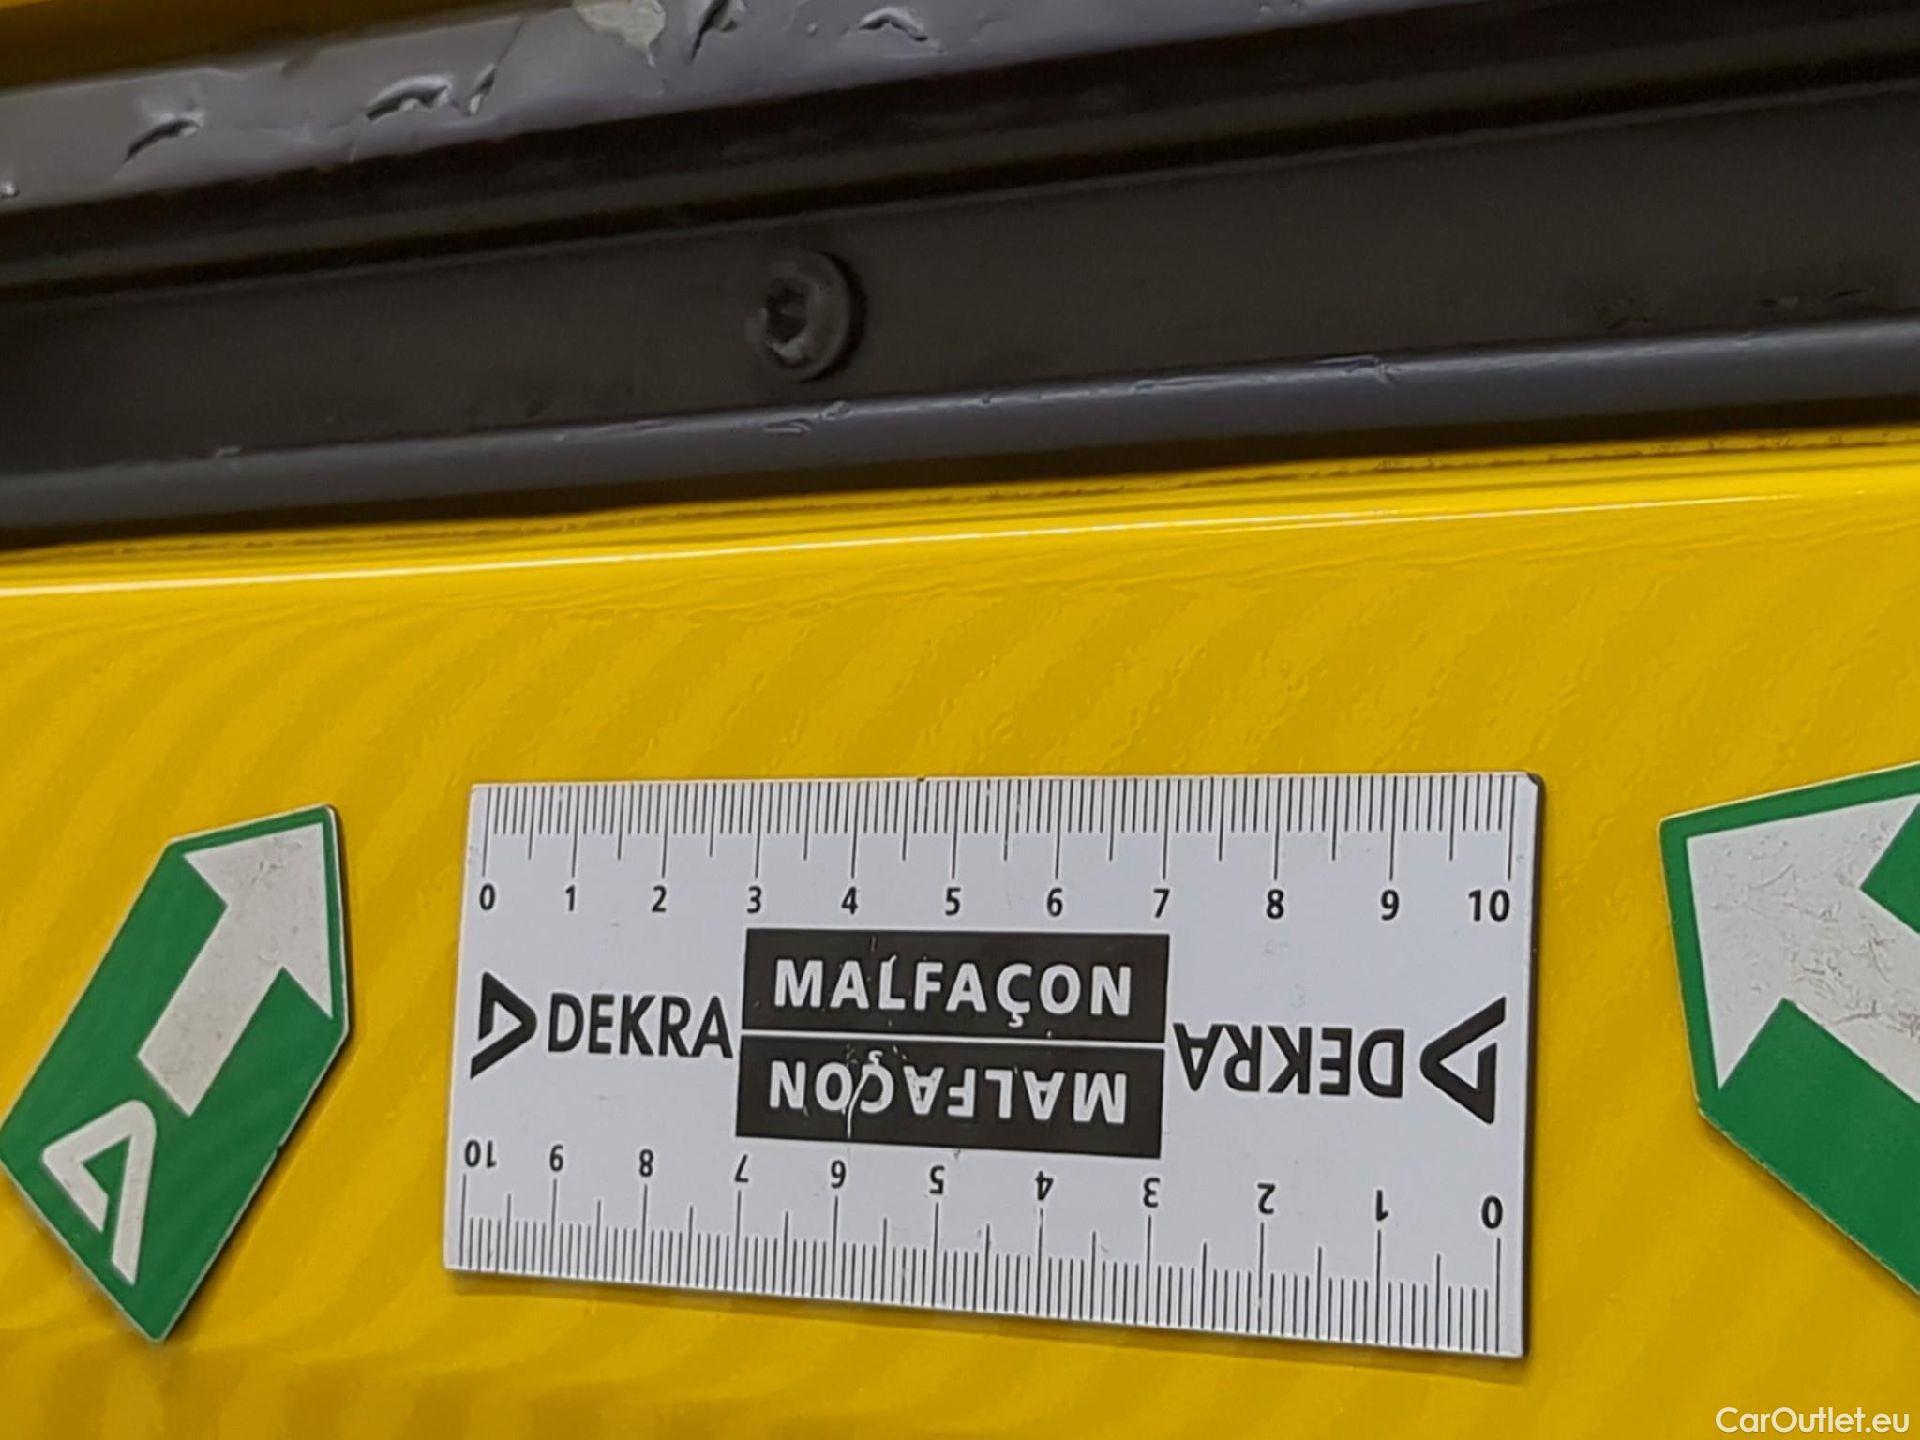 0 1 2 3 4 5 6 7 8 9 10
DEKRA MALFAÇON DEKRA
MALFAÇON
10 9 8 7 6 5 4 3 2 1 0
CarOutlet.eu